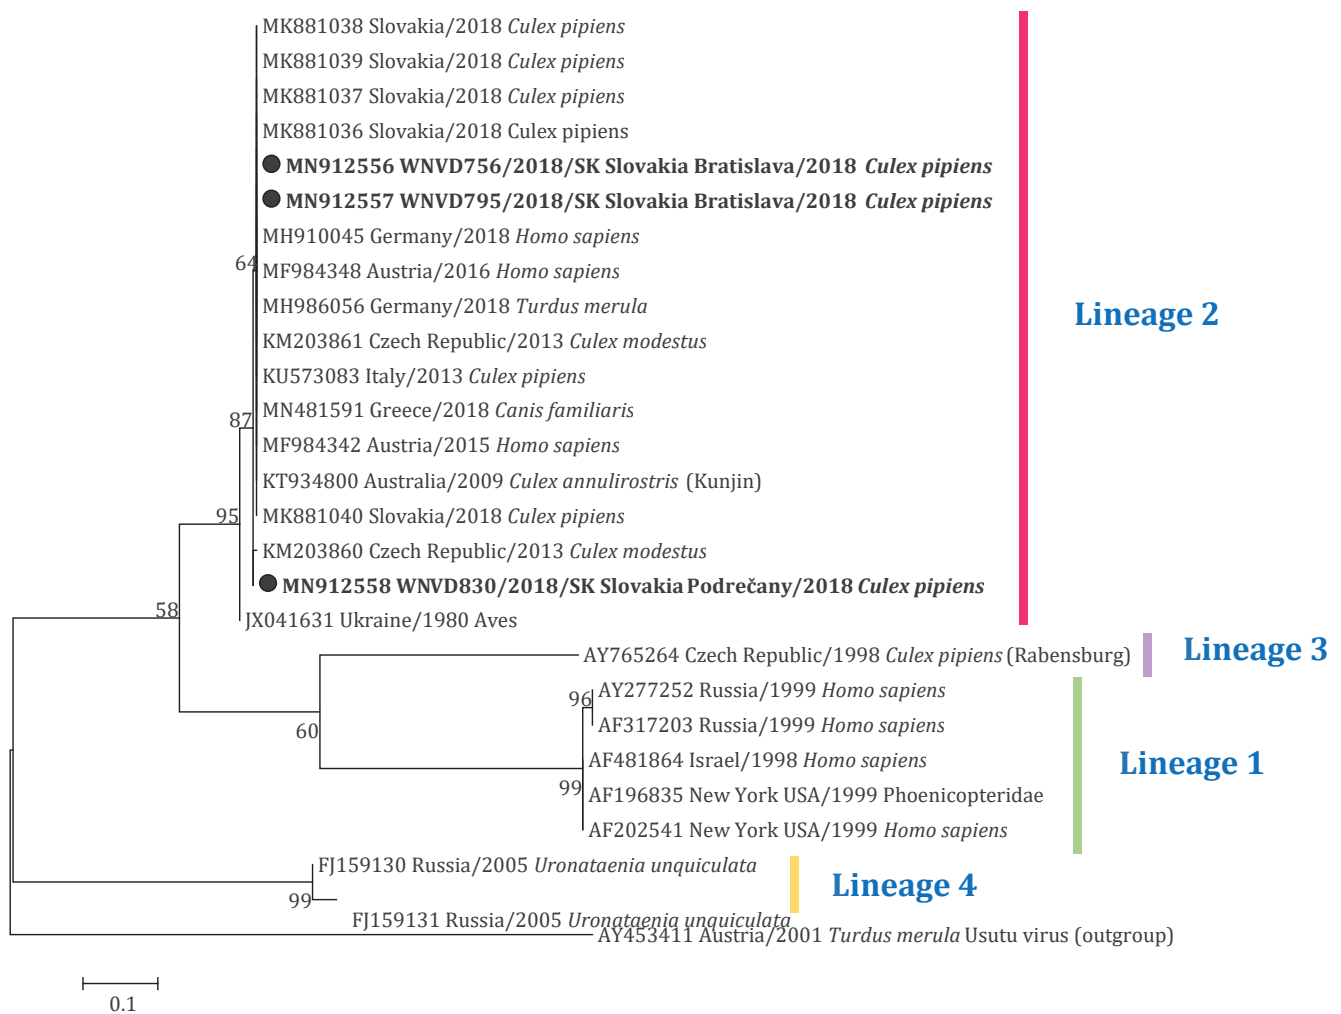 MK881038 Slovakia/2018 Culex pipiens
MK881039 Slovakia/2018 Culex pipiens
MK881037 Slovakia/2018 Culex pipiens
MK881036 Slovakia/2018 Culex pipiens
MN912556 WNVD756/2018/SK Slovakia Bratislava/2018 Culex pipiens
MN912557 WNVD795/2018/SK Slovakia Bratislava/2018 Culex pipiens
MH910045 Germany/2018 Homo sapiens
64
MF984348 Austria/2016 Homo sapiens
MH986056 Germany/2018 Turdus merula
Lineage 2
KM203861 Czech Republic/2013 Culex modestus
KU573083 Italy/2013 Culex pipiens
MN481591 Greece/2018 Canis familiaris
87
MF984342 Austria/2015 Homo sapiens
KT934800 Australia/2009 Culex annulirostris (Kunjin)
95
MK881040 Slovakia/2018 Culex pipiens
KM203860 Czech Republic/2013 Culex modestus
MN912558 WNVD830/2018/SK Slovakia Podrečany/2018 Culex pipiens
58
JX041631 Ukraine/1980 Aves
AY765264 Czech Republic/1998 Culex pipiens (Rabensburg)
Lineage 3
96
AY277252 Russia/1999 Homo sapiens
AF317203 Russia/1999 Homo sapiens
60
AF481864 Israel/1998 Homo sapiens
Lineage 1
99
AF196835 New York USA/1999 Phoenicopteridae
AF202541 New York USA/1999 Homo sapiens
FJ159130 Russia/2005 Uronataenia unquiculata
Lineage 4
99
FJ159131 Russia/2005 Uronataenia unquiculata
AY453411 Austria/2001 Turdus merula Usutu virus (outgroup)
0.1